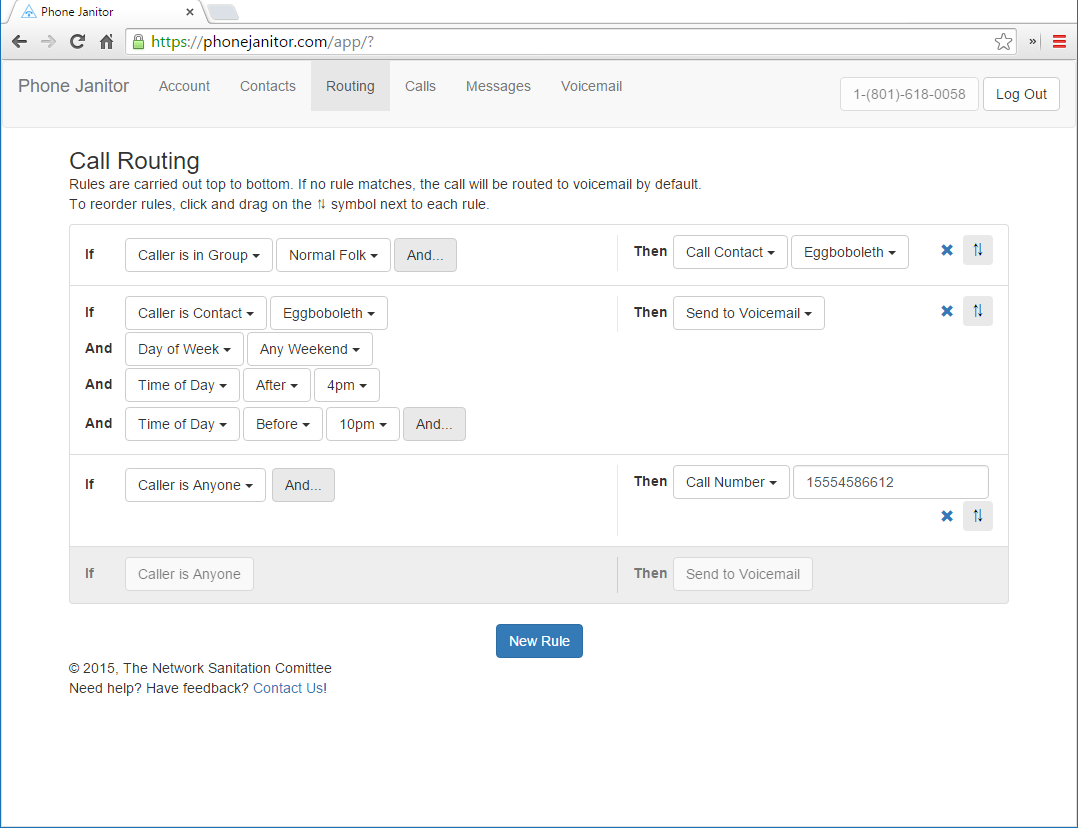 Phone Janitor
https://phonejanitor.com/app/?
»
Phone Janitor Account Contacts Routing Calls Messages Voicemail 1-(801)-618-0058 Log Out
Call Routing
Rules are carried out top to bottom. If no rule matches, the call will be routed to voicemail by default.
To reorder rules, click and drag on the ⇅ symbol next to each rule.
If Caller is in Group Normal Folk And... Then Call Contact Eggboboleth
If Caller is Contact Eggboboleth Then Send to Voicemail
And Day of Week Any Weekend
And Time of Day After 4pm
And Time of Day Before 10pm And...
If Caller is Anyone And... Then Call Number 15554586612
If Caller is Anyone Then Send to Voicemail
New Rule
© 2015, The Network Sanitation Comittee
Need help? Have feedback? Contact Us!